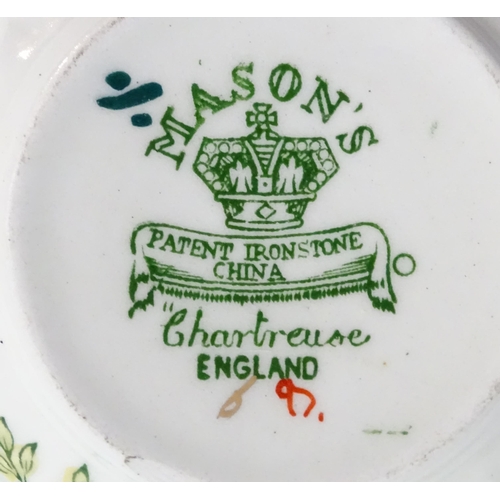 MASON'S
PATENT IRONSTONE
CHINA
"Chartreuse
ENGLAND